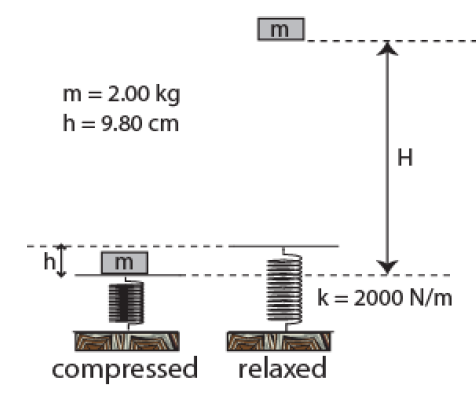 m
m = 2.00 kg
h = 9.80 cm
H
h
m
k = 2000 N/m
compressed
relaxed